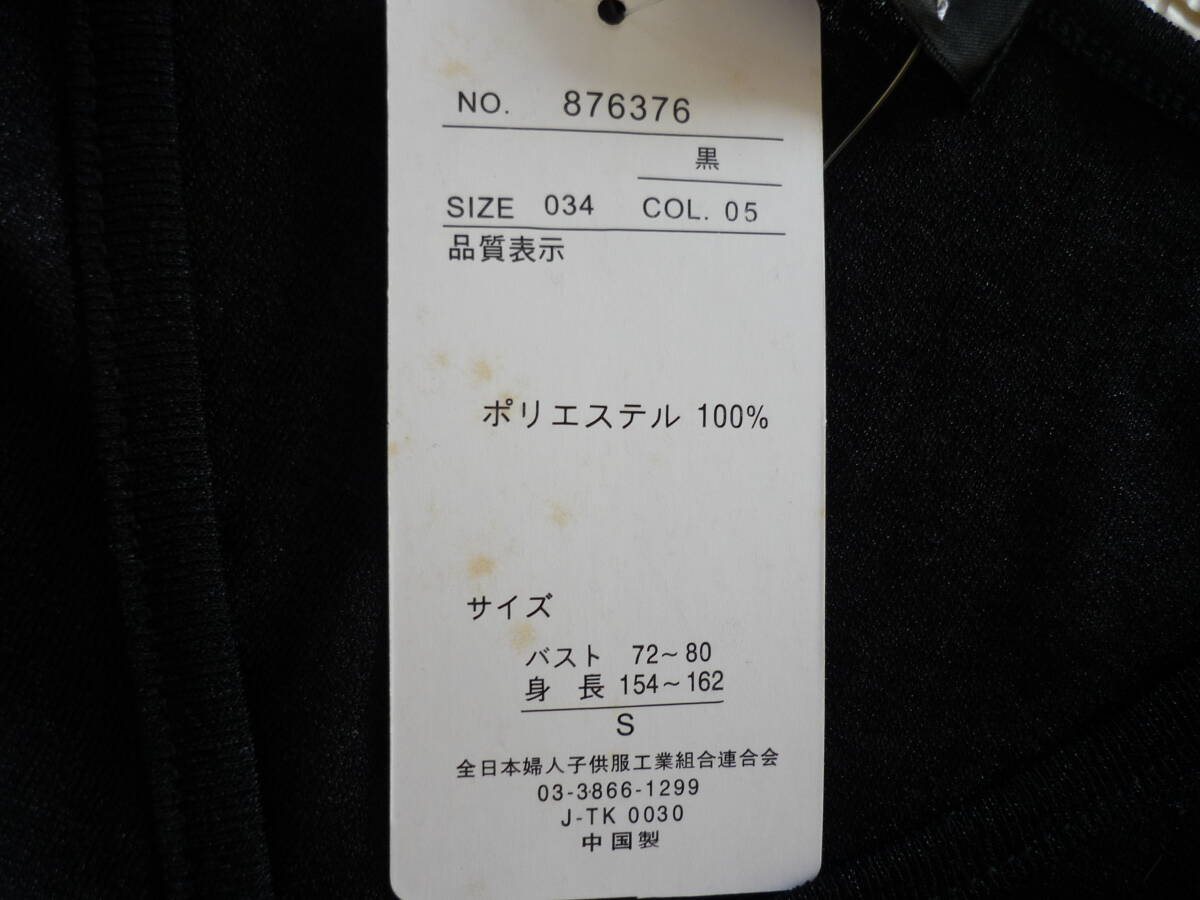 NO. 876376
黒
SIZE 034 COL. 05
品質表示
ポリエステル 100%
サイズ
バスト 72~80
身 長 154~162
S
全日本婦人子供服工業組合連合会
03-3866-1299
J-TK 0030
中国製